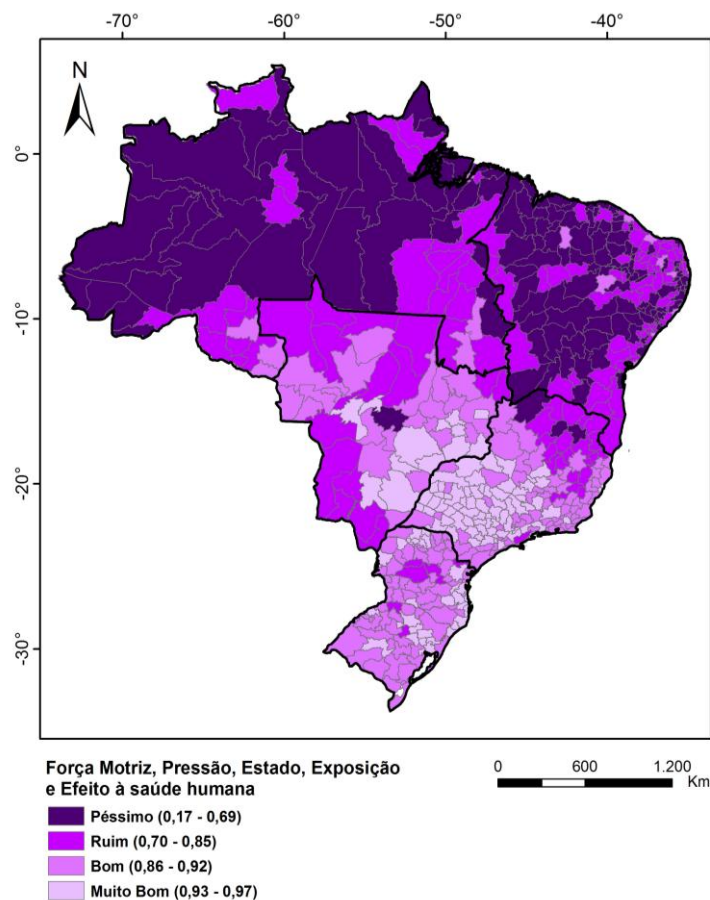 -70° -60° -50° -40°
N
0°
-10°
-20°
-30°
Força Motriz, Pressão, Estado, Exposição
e Efeito à saúde humana
0 600 1.200
Km
Péssimo (0,17 - 0,69)
Ruim (0,70 - 0,85)
Bom (0,86 - 0,92)
Muito Bom (0,93 - 0,97)